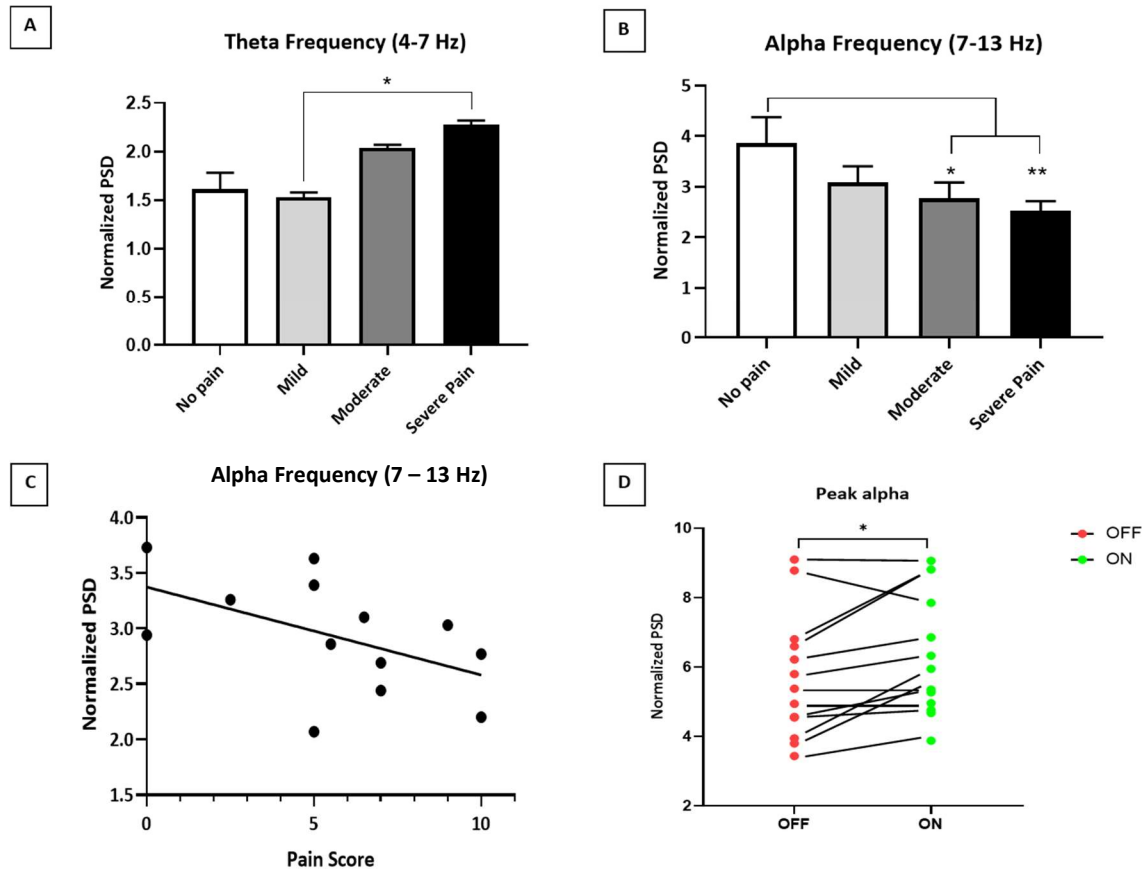 A
Theta Frequency (4-7 Hz)
*
Normalized PSD
2.5
2.0
1.5
1.0
0.5
0.0
No pain
Mild
Moderate
Severe Pain
B
Alpha Frequency (7-13 Hz)
*
**
Normalized PSD
5
4
3
2
1
0
No pain
Mild
Moderate
Severe Pain
C
Alpha Frequency (7 – 13 Hz)
Normalized PSD
4.0
3.5
3.0
2.5
2.0
1.5
0
5
10
Pain Score
D
Peak alpha
*
Normalized PSD
10
8
6
4
2
OFF
ON
OFF
ON